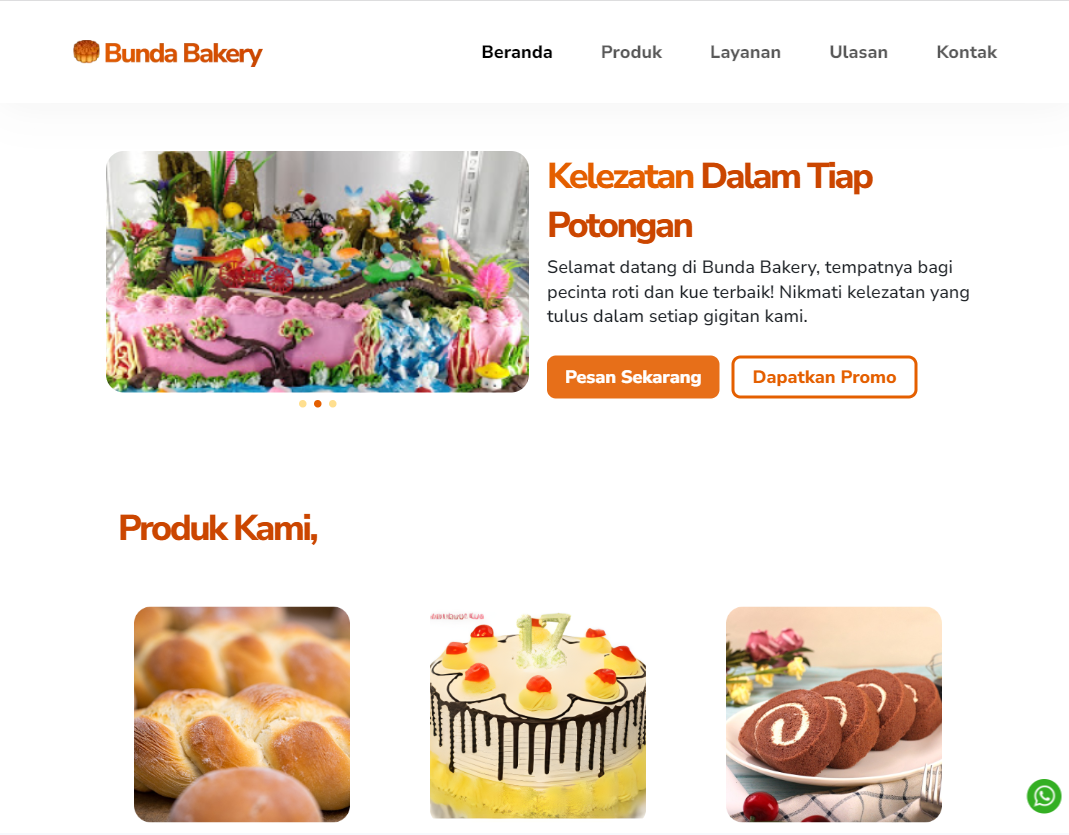 Bunda Bakery
Beranda Produk Layanan Ulasan Kontak
Kelezatan Dalam Tiap
Potongan
Selamat datang di Bunda Bakery, tempatnya bagi
pecinta roti dan kue terbaik! Nikmati kelezatan yang
tulus dalam setiap gigitan kami.
Pesan Sekarang Dapatkan Promo
Produk Kami,
17